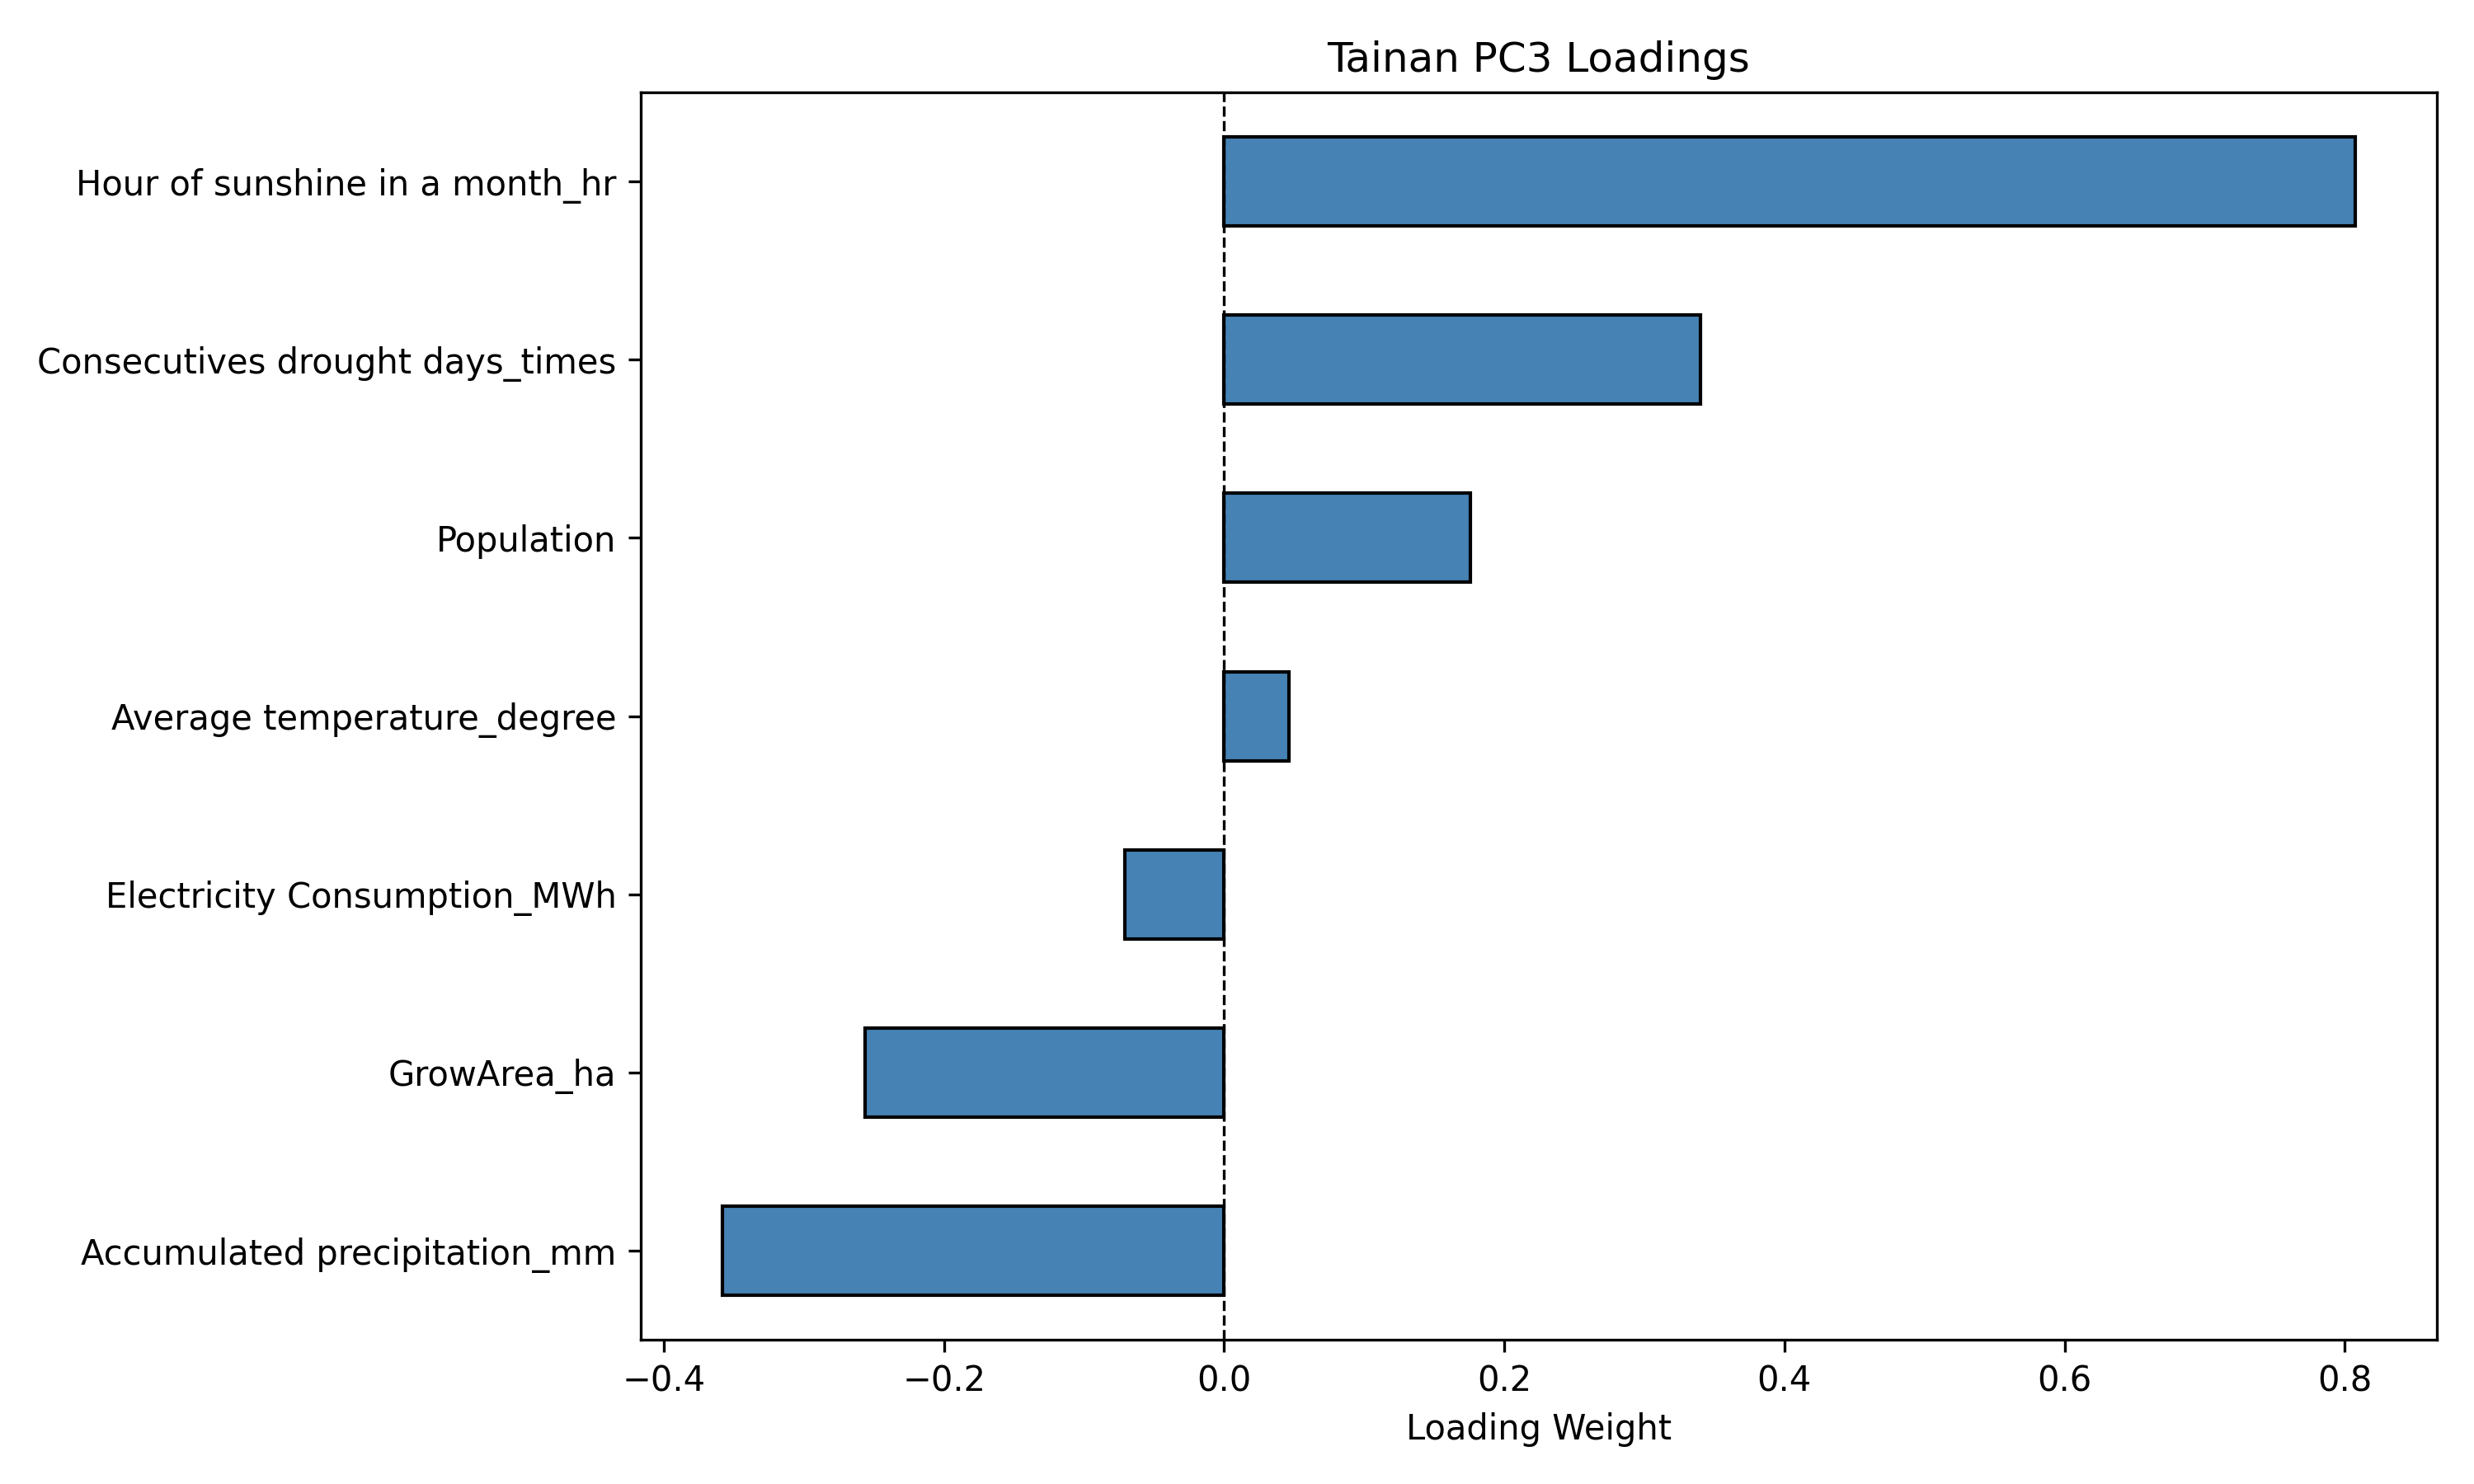 Tainan PC3 Loadings
Hour of sunshine in a month_hr
Consecutives drought days_times
Population
Average temperature_degree
Electricity Consumption_MWh
GrowArea_ha
Accumulated precipitation_mm
−0.4 −0.2 0.0 0.2 0.4 0.6 0.8
Loading Weight